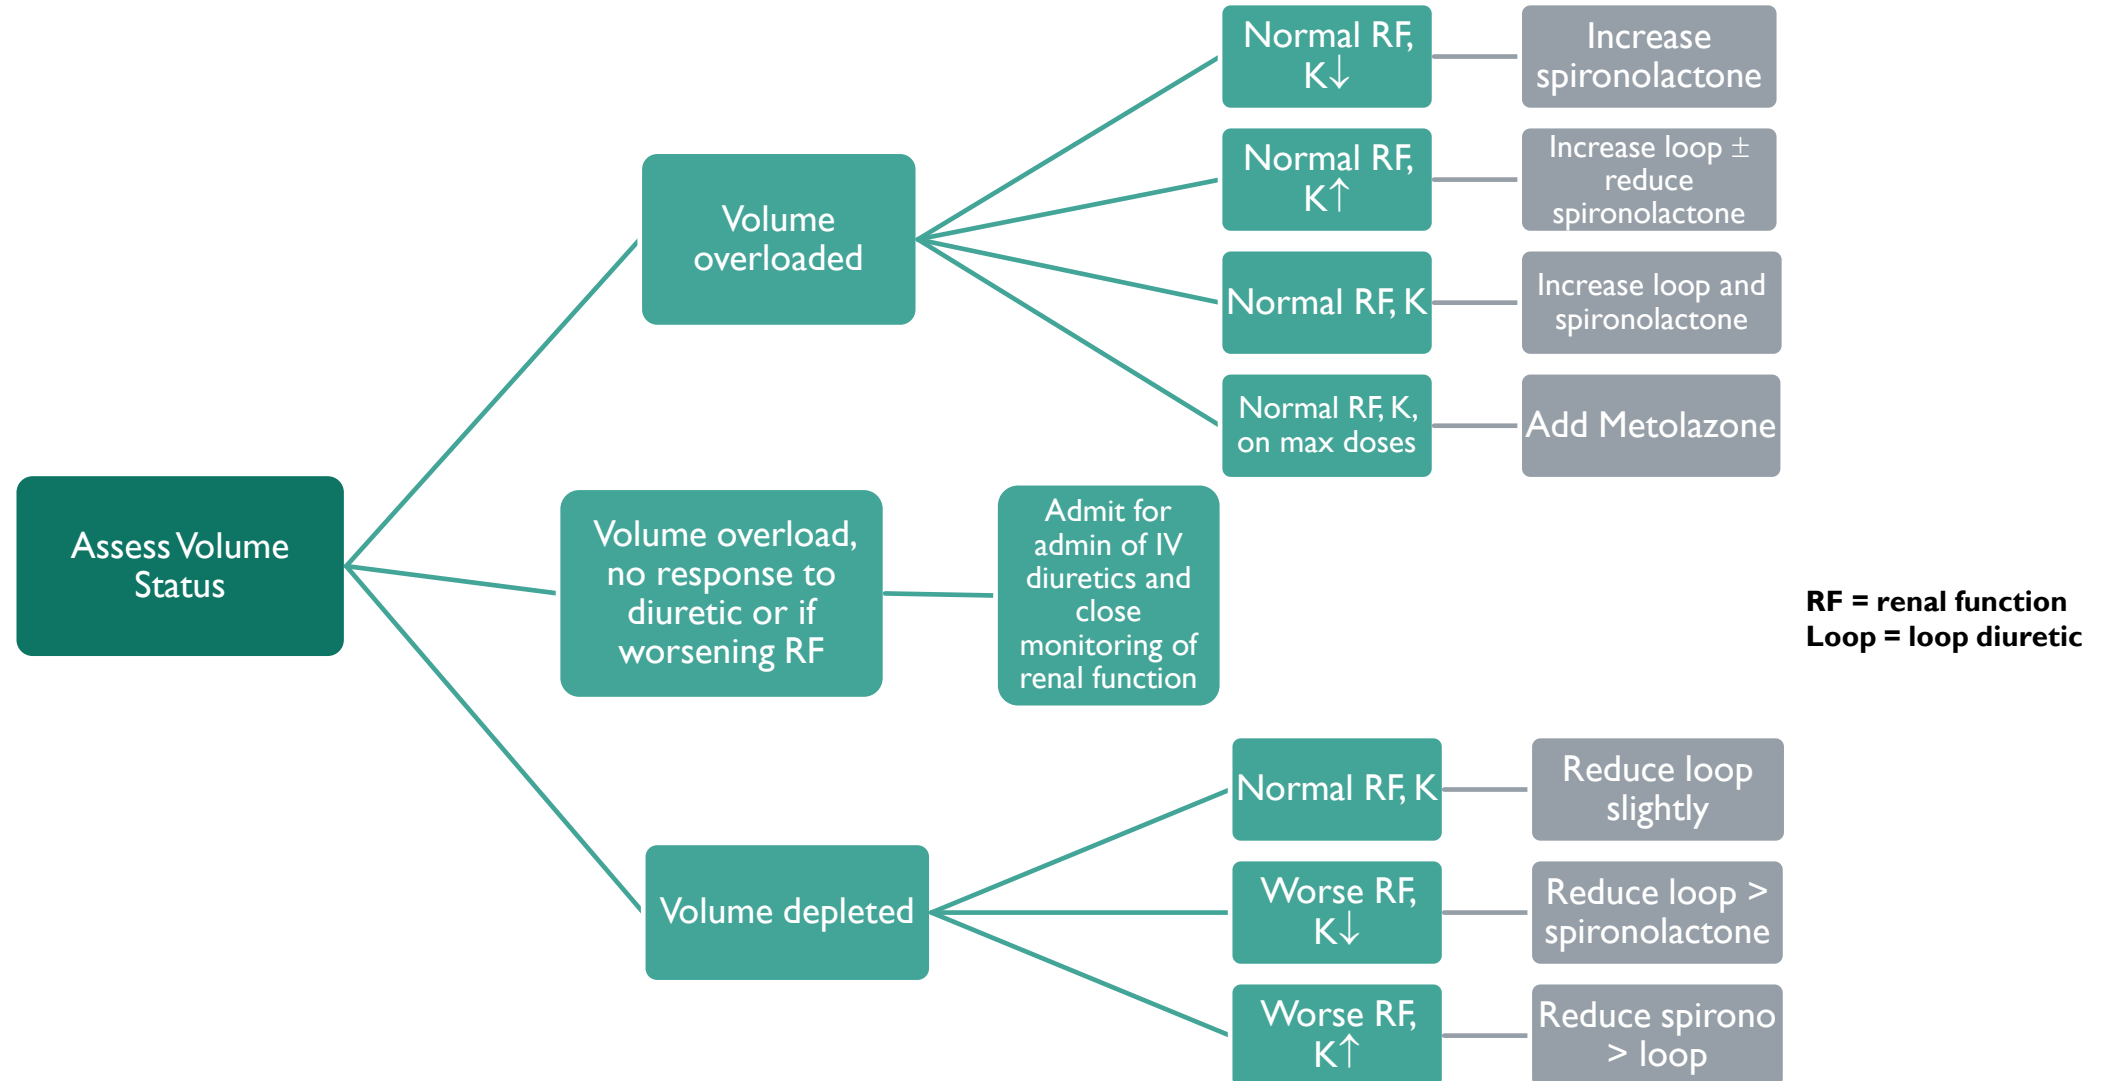 Assess Volume
Status
Volume
overloaded
Normal RF,
K↓
Increase
spironolactone
Normal RF,
K↑
Increase loop ±
reduce
spironolactone
Normal RF, K
Increase loop and
spironolactone
Normal RF, K,
on max doses
Add Metolazone
Volume overload,
no response to
diuretic or if
worsening RF
Admit for
admin of IV
diuretics and
close
monitoring of
renal function
Volume depleted
Normal RF, K
Reduce loop
slightly
Worse RF,
K↓
Reduce loop >
spironolactone
Worse RF,
K↑
Reduce spirono
> loop
RF = renal function
Loop = loop diuretic